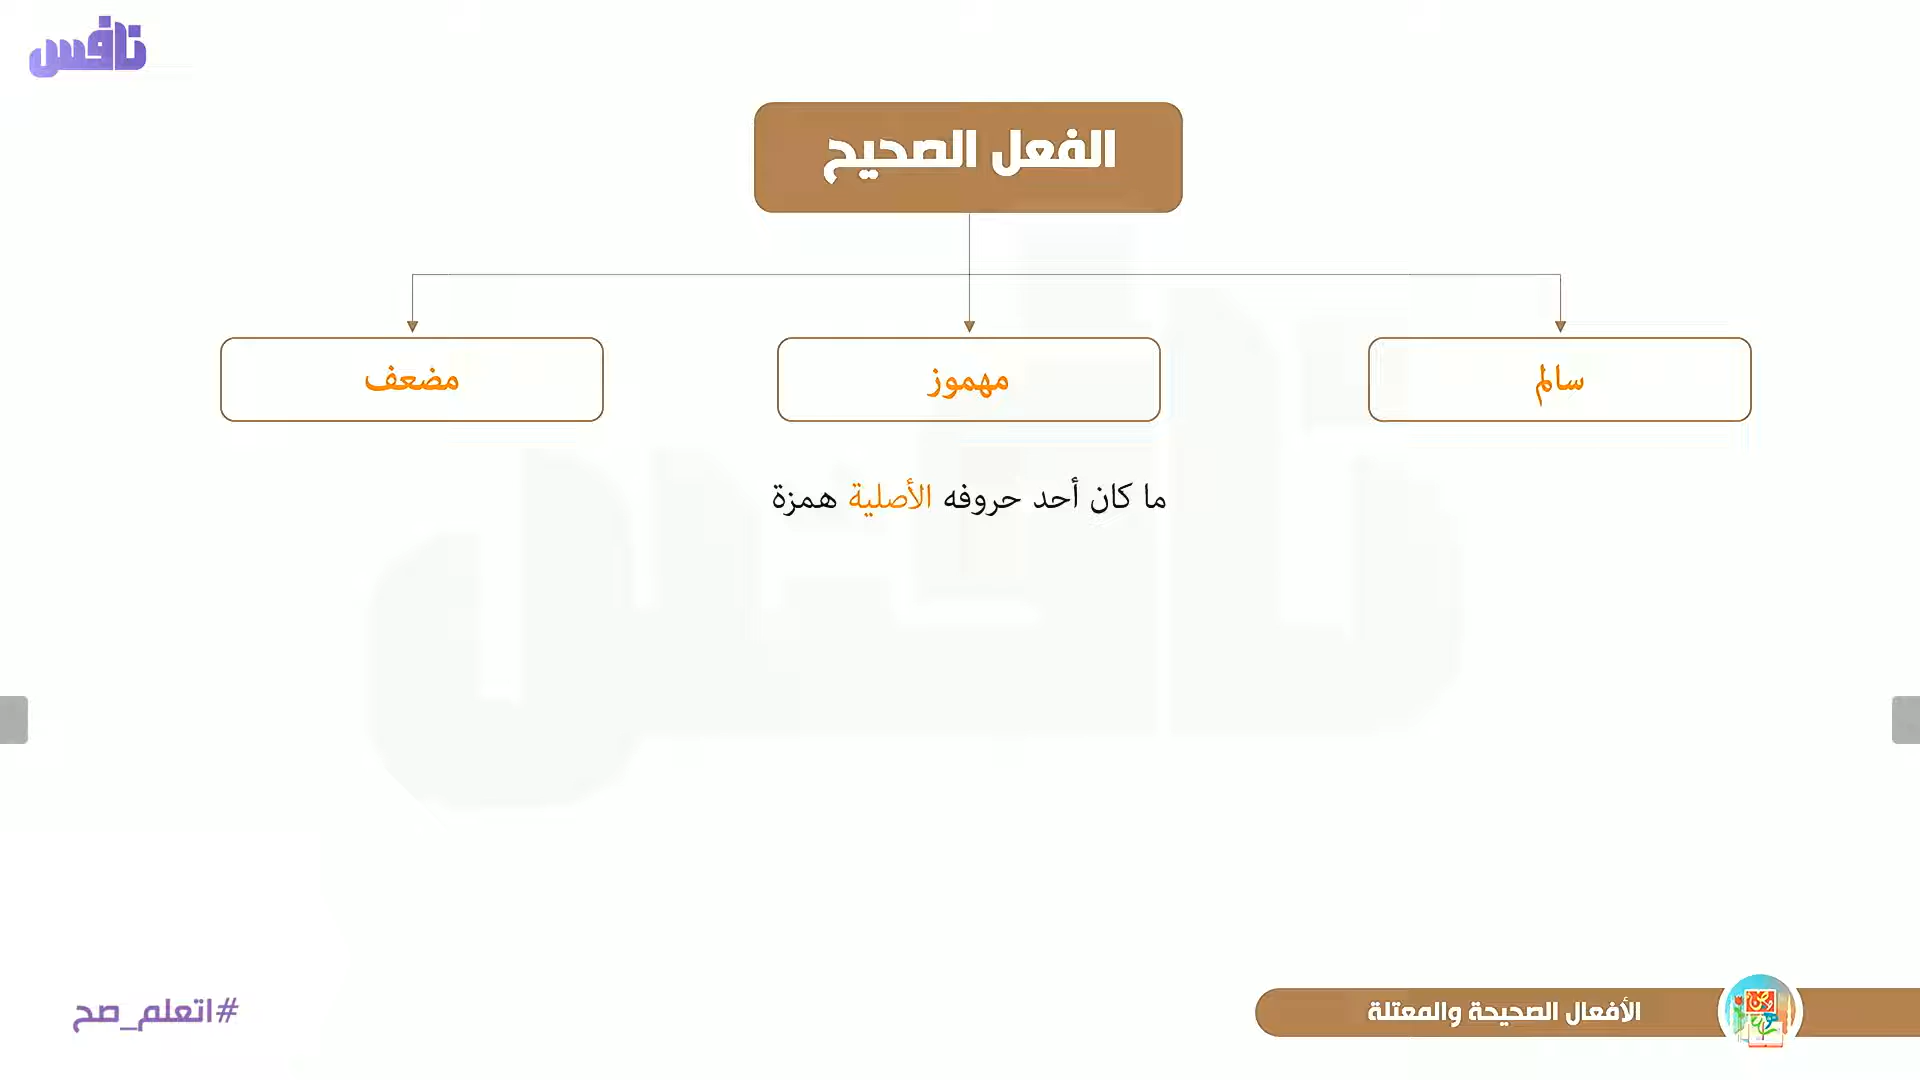 نافس
الفعل الصحيح
سالم
مهموز
مضعف
ما كان أحد حروفه الأصلية همزة
الأفعال الصحيحة والمعتلة
#اتعلم_صح